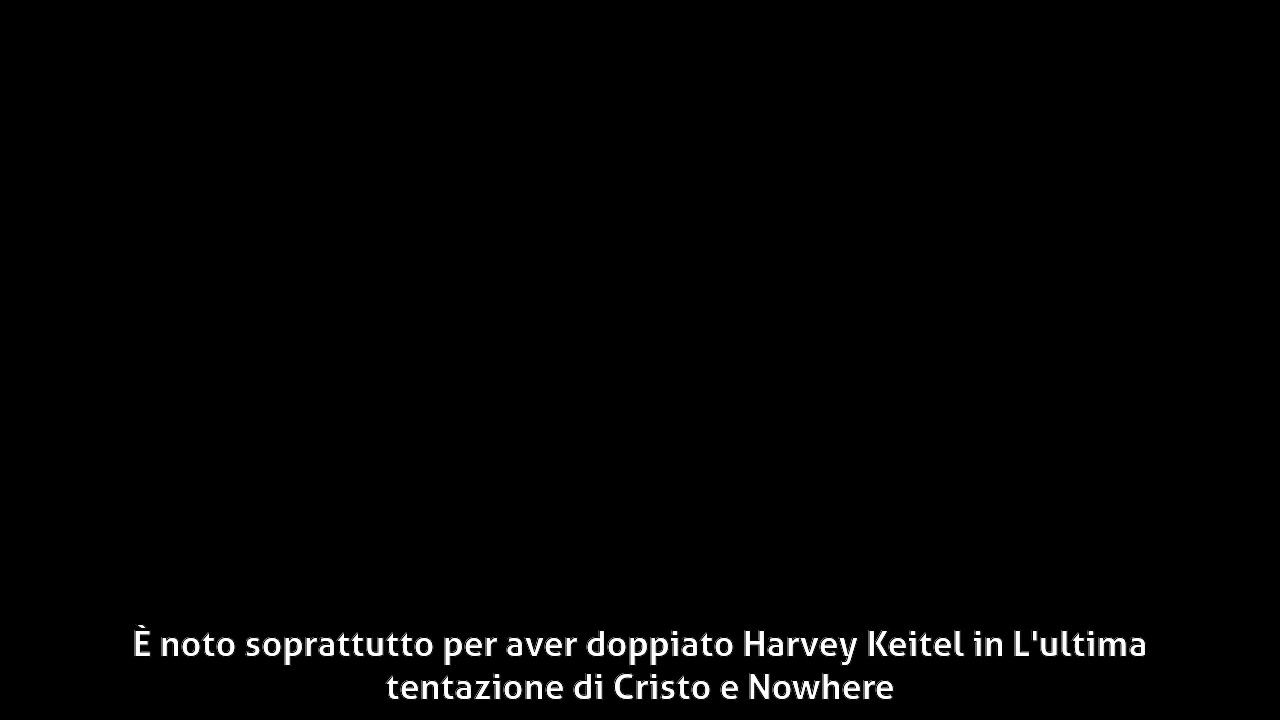 È noto soprattutto per aver doppiato Harvey Keitel in L'ultima
tentazione di Cristo e Nowhere